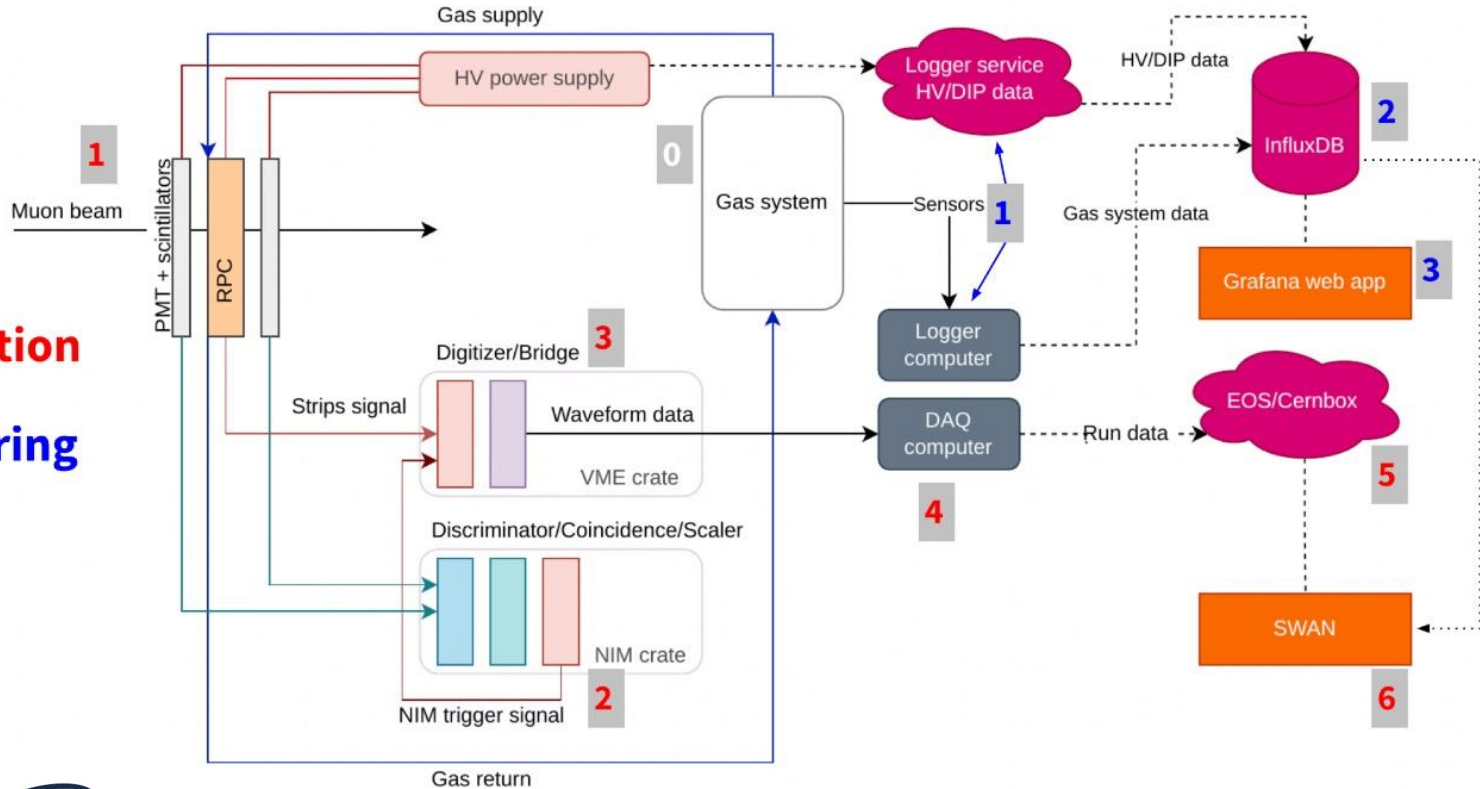 Gas supply
HV power supply
Logger service
HV/DIP data
HV/DIP data
InfluxDB
2
1
0
Muon beam
PMT + scintillators
RPC
Gas system
Sensors
1
Gas system data
Grafana web app
3
tion
ring
Digitizer/Bridge
3
Strips signal
Waveform data
VME crate
Logger
computer
DAQ
computer
4
Run data
EOS/Cernbox
5
Discriminator/Coincidence/Scaler
NIM crate
2
NIM trigger signal
SWAN
6
Gas return